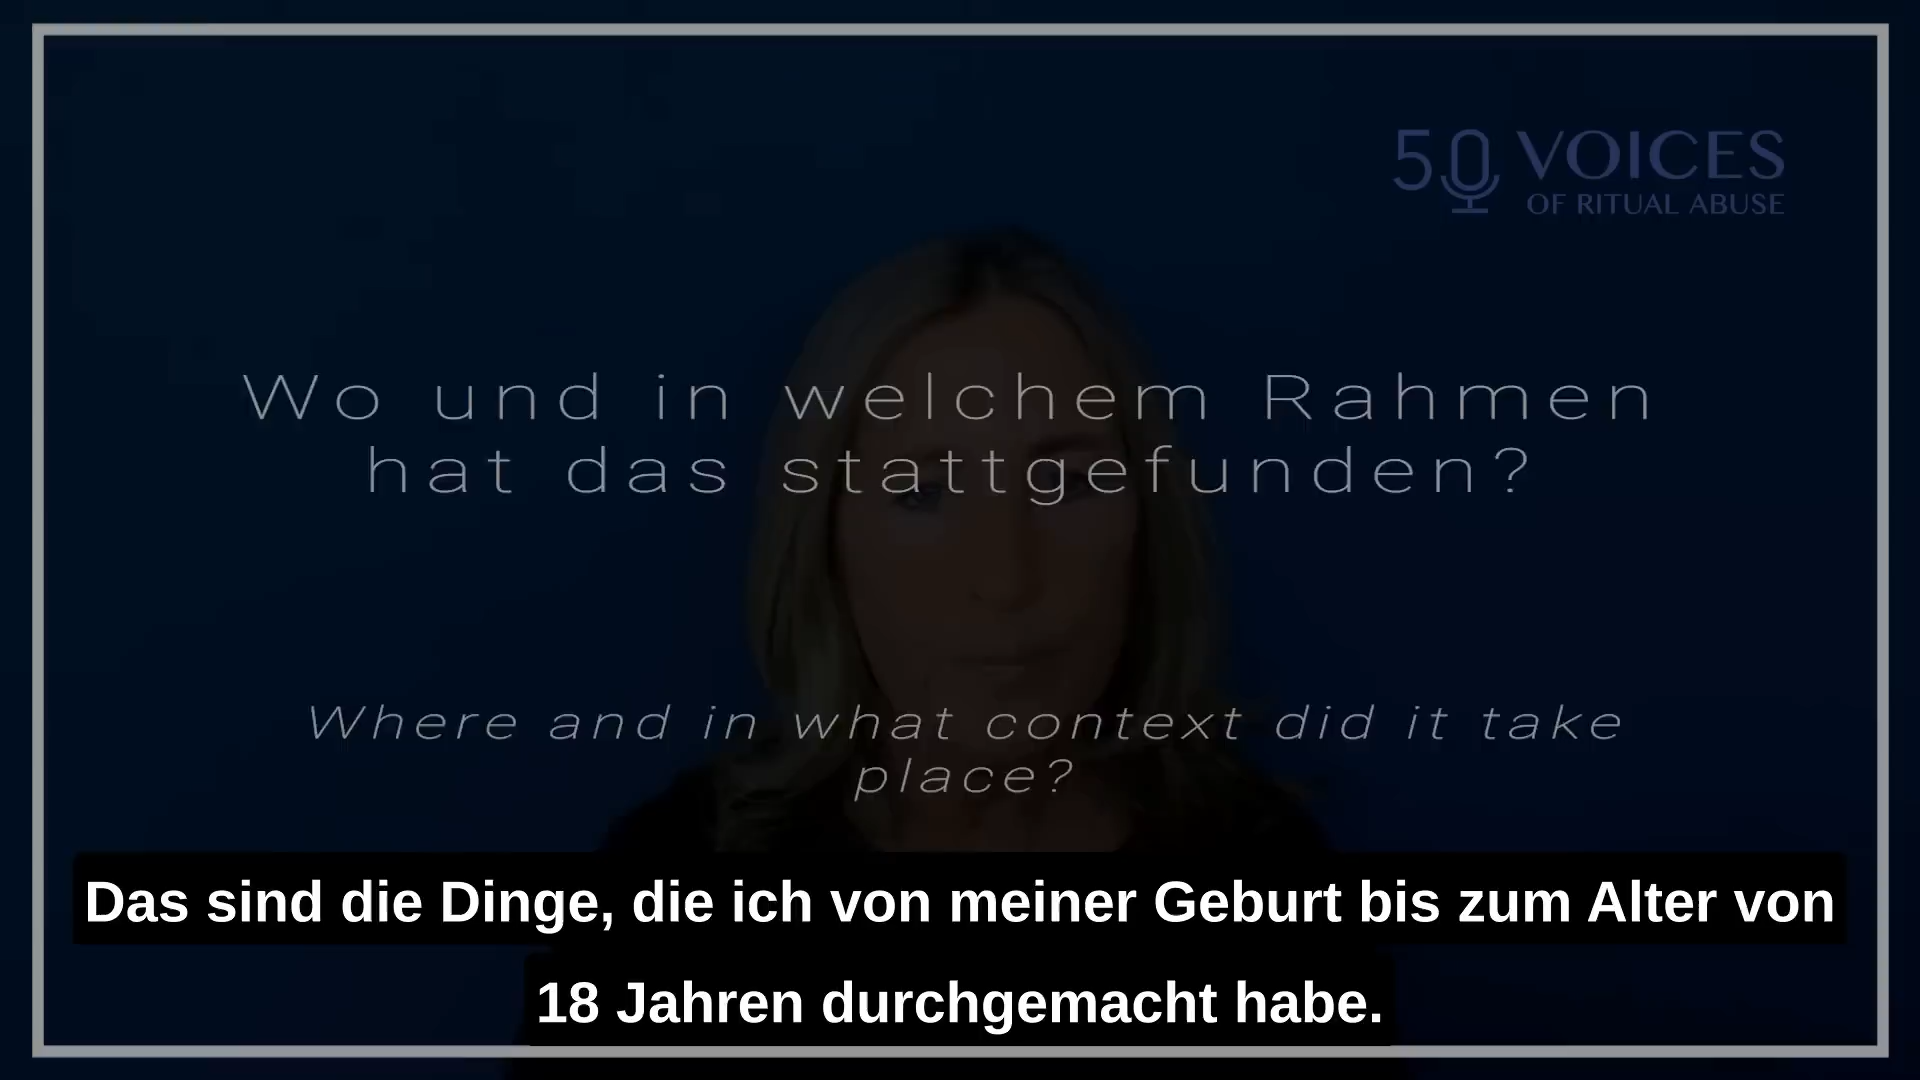 50 VOICES
OF RITUAL ABUSE
Wo und in welchem Rahmen
hat das stattgefunden?
Where and in what context did it take
place?
Das sind die Dinge, die ich von meiner Geburt bis zum Alter von
18 Jahren durchgemacht habe.